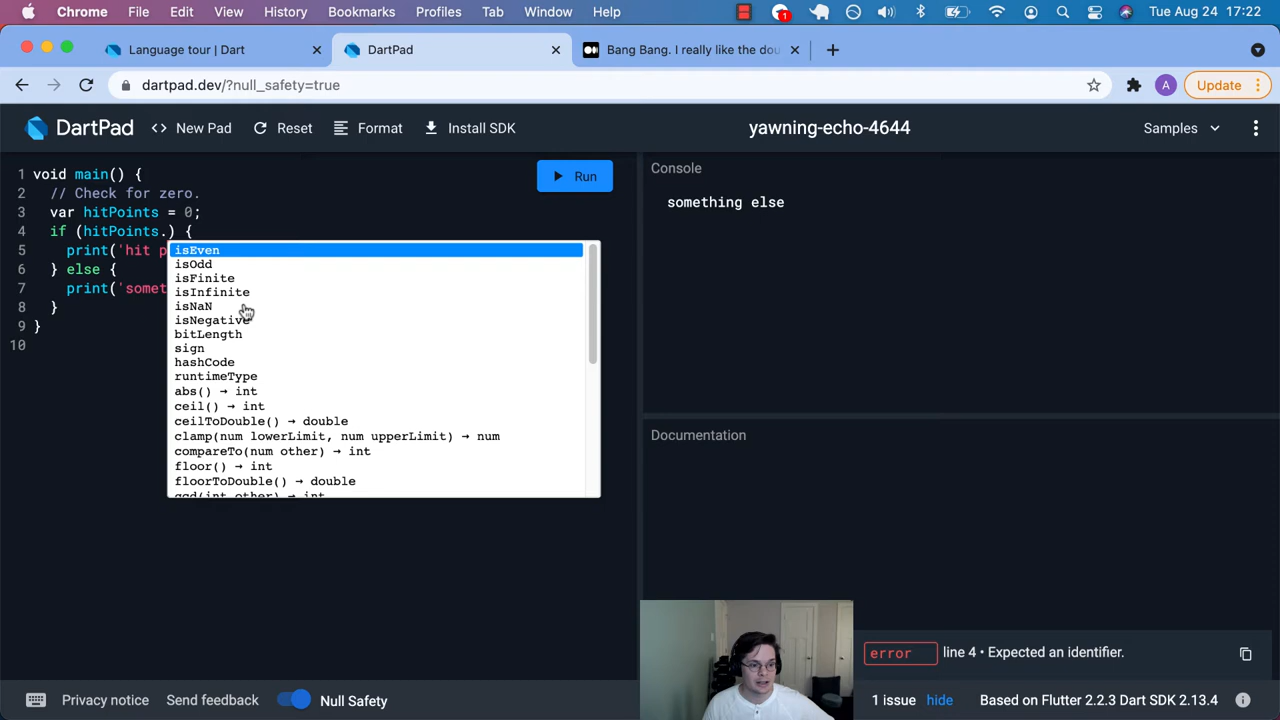 Chrome File Edit View History Bookmarks Profiles Tab Window Help 1 Tue Aug 24 17:22
Language tour | Dart DartPad Bang Bang. I really like the dou
dartpad.dev/?null_safety=true A Update
DartPad <> New Pad Reset Format Install SDK yawning-echo-4644 Samples
1 void main() {
2 // Check for zero.
3 var hitPoints = 0;
4 if (hitPoints.) {
5 print('hit p
6 } else {
7 print('somet
8 }
9 }
10
Run
isEven
isOdd
isFinite
isInfinite
isNaN
isNegative
bitLength
sign
hashCode
runtimeType
abs() → int
ceil() → int
ceilToDouble() → double
clamp(num lowerLimit, num upperLimit) → num
compareTo(num other) → int
floor() → int
floorToDouble() → double
gcd(int other) → int
Console
something else
Documentation
error line 4 • Expected an identifier.
Privacy notice Send feedback Null Safety 1 issue hide Based on Flutter 2.2.3 Dart SDK 2.13.4